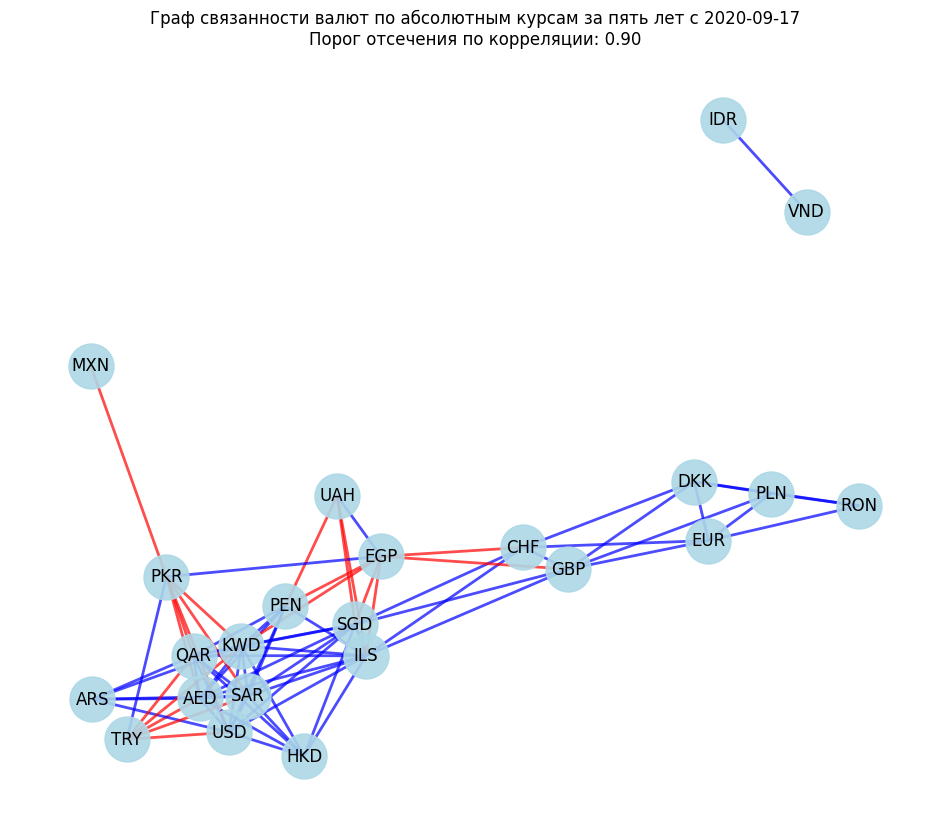 Граф связанности валют по абсолютным курсам за пять лет с 2020-09-17
Порог отсечения по корреляции: 0.90
IDR
VND
MXN
DKK
PLN
UAH
RON
EUR
CHF
EGP
GBP
PKR
PEN
SGD
KWD
QAR
ILS
SAR
AED
ARS
USD
TRY
HKD